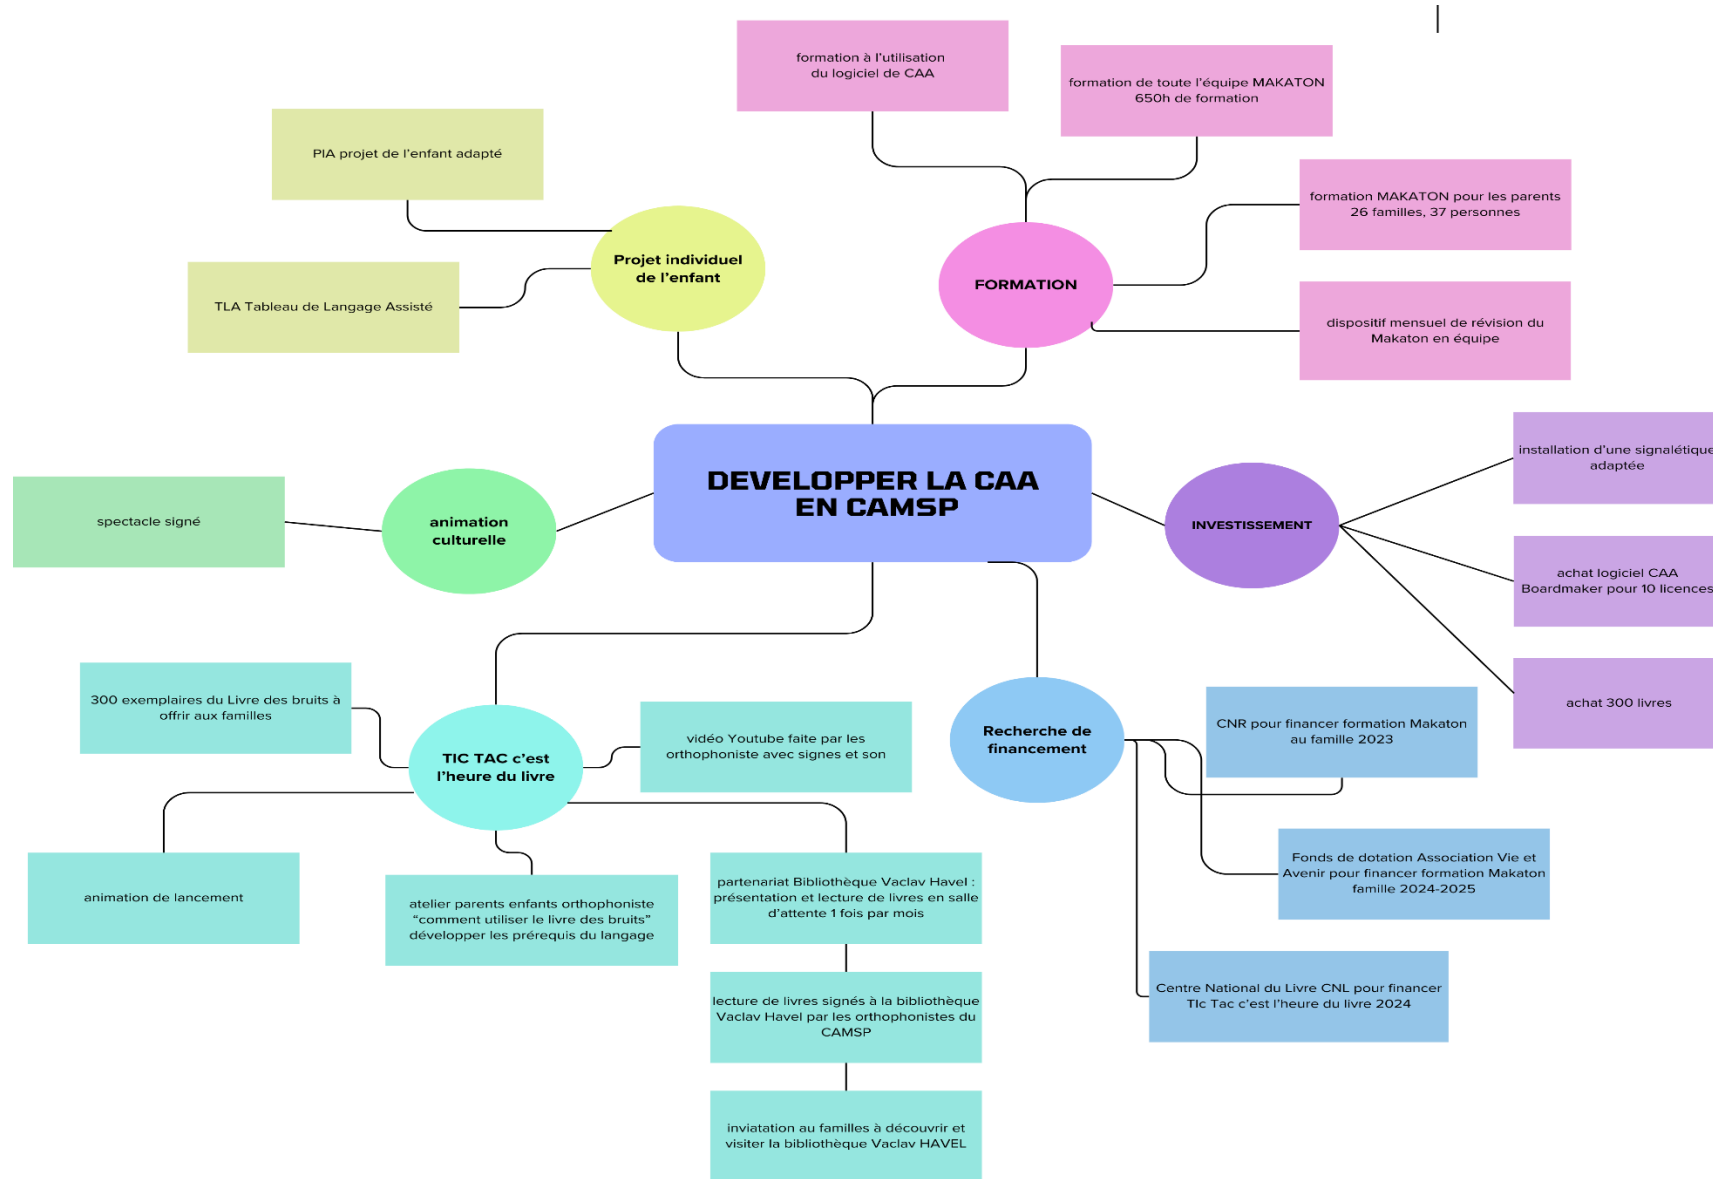 formation à l'utilisation
du logiciel de CAA
formation de toute l'équipe MAKATON
650h de formation
PIA projet de l'enfant adapté
formation MAKATON pour les parents
26 familles, 37 personnes
Projet individuel
de l'enfant
FORMATION
TLA Tableau de Langage Assisté
dispositif mensuel de révision du
Makaton en équipe
DEVELOPPER LA CAA
EN CAMSP
installation d'une signalétique
adaptée
spectacle signé
animation
culturelle
INVESTISSEMENT
achat logiciel CAA
Boardmaker pour 10 licences
300 exemplaires du Livre des bruits à
offrir aux familles
achat 300 livres
vidéo Youtube faite par les
orthophoniste avec signes et son
TIC TAC c'est
l'heure du livre
Recherche de
financement
CNR pour financer formation Makaton
au famille 2023
animation de lancement
atelier parents enfants orthophoniste
“comment utiliser le livre des bruits”
développer les prérequis du langage
partenariat Bibliothèque Vaclav Havel :
présentation et lecture de livres en salle
d'attente 1 fois par mois
Fonds de dotation Association Vie et
Avenir pour financer formation Makaton
famille 2024-2025
lecture de livres signés à la bibliothèque
Vaclav Havel par les orthophonistes du
CAMSP
Centre National du Livre CNL pour financer
TIc Tac c'est l'heure du livre 2024
inviatation au familles à découvrir et
visiter la bibliothèque Vaclav HAVEL